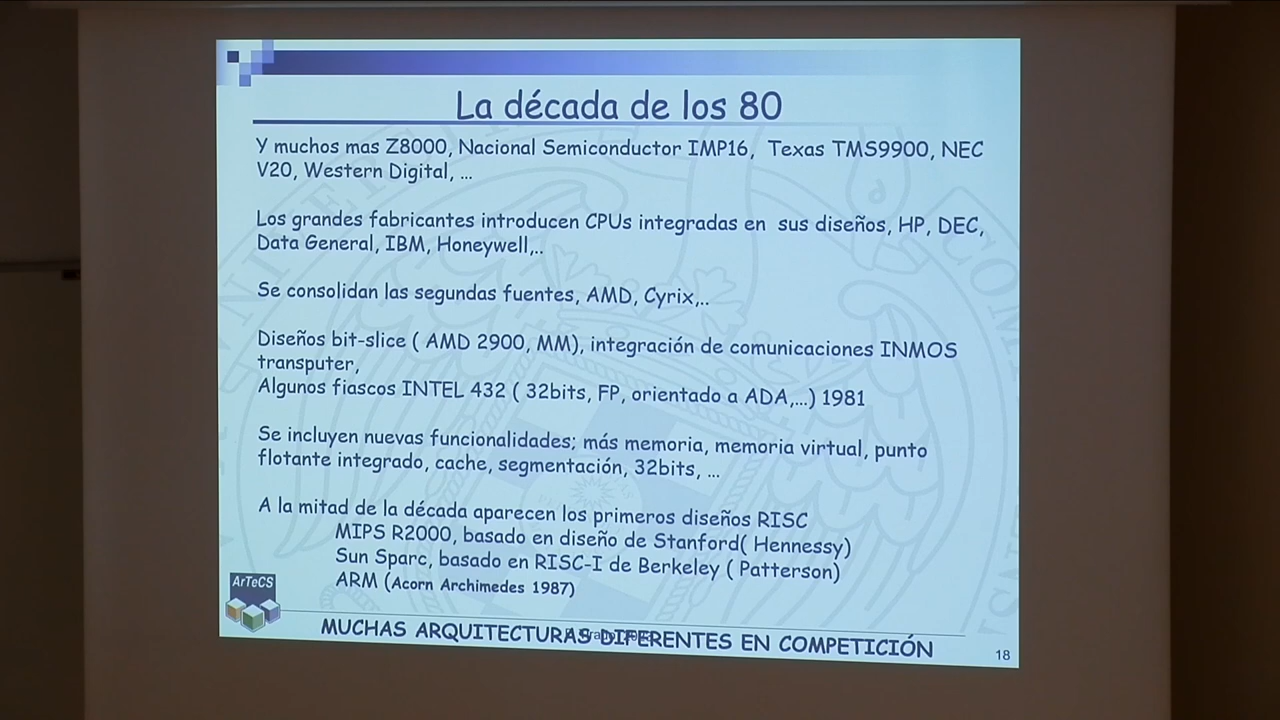 La década de los 80
Y muchos mas Z8000, Nacional Semiconductor IMP16, Texas TMS9900, NEC
V20, Western Digital, ...
Los grandes fabricantes introducen CPUs integradas en sus diseños, HP, DEC,
Data General, IBM, Honeywell,..
Se consolidan las segundas fuentes, AMD, Cyrix,..
Diseños bit-slice ( AMD 2900, MM), integración de comunicaciones INMOS
transputer,
Algunos fiascos INTEL 432 ( 32bits, FP, orientado a ADA,...) 1981
Se incluyen nuevas funcionalidades; más memoria, memoria virtual, punto
flotante integrado, cache, segmentación, 32bits, ...
A la mitad de la década aparecen los primeros diseños RISC
MIPS R2000, basado en diseño de Stanford( Hennessy)
Sun Sparc, basado en RISC-I de Berkeley ( Patterson)
ARM (Acorn Archimedes 1987)
ArTeCS
MUCHAS ARQUITECTURAS DIFERENTES EN COMPETICIÓN
18